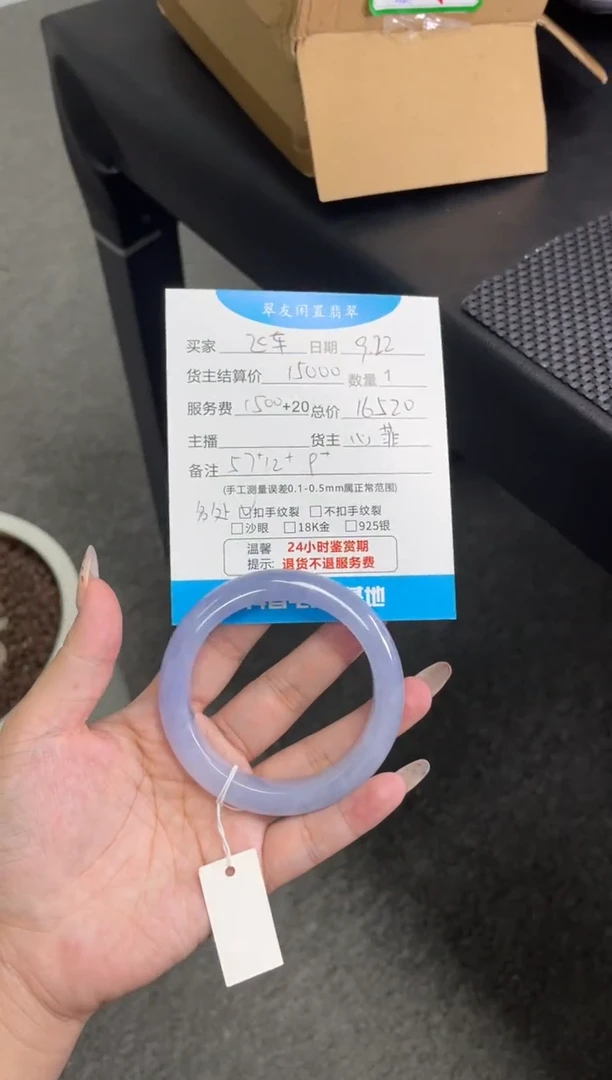 翠友闲置翡翠
买家 日期 9.22
货主结算价 15000 数量 1
服务费 1500+20 总价 16520
主播 货主 心菲
备注 57+12+ P+
(手工测量误差0.1-0.5mm属正常范围)
扣手纹裂 不扣手纹裂
沙眼 18K金 925银
温馨 24小时鉴赏期
提示: 退货不退服务费
地